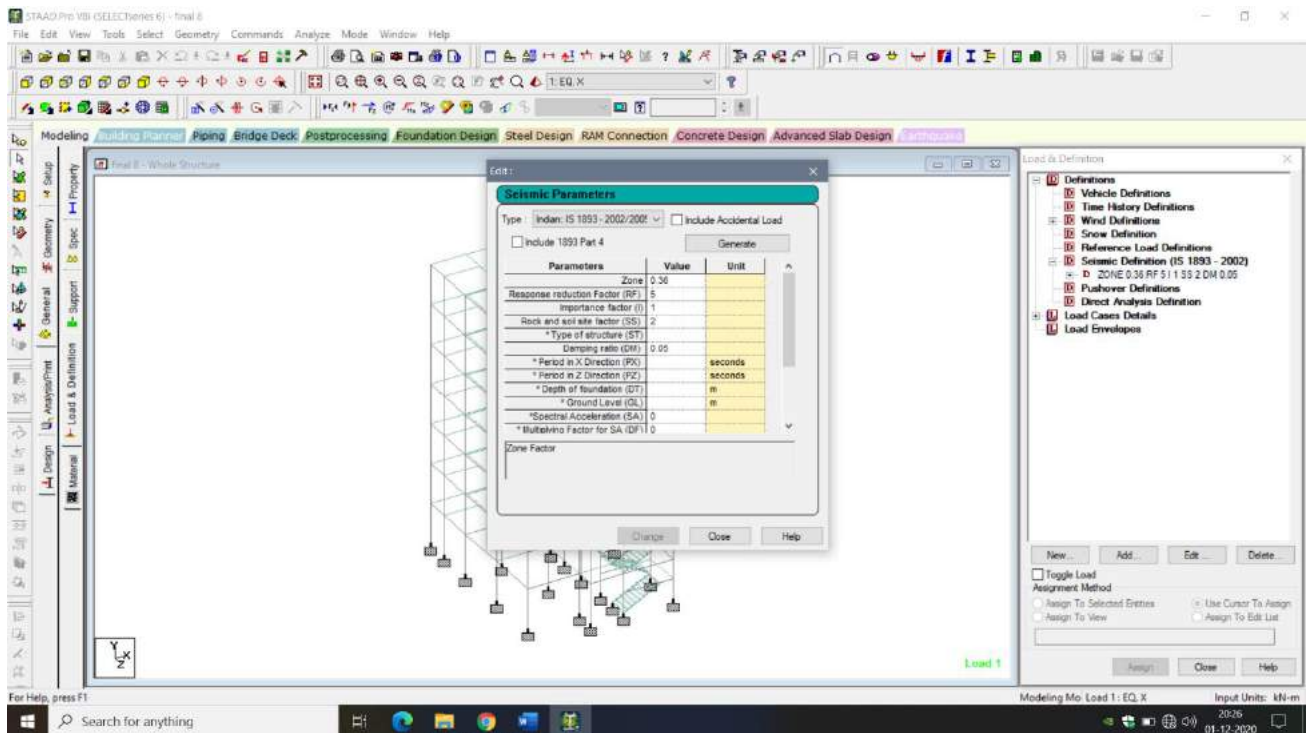 STAAD.Pro V8i (SELECTseries 6) - final 8
File Edit View Tools Select Geometry Commands Analyze Mode Window Help
1: EQ. X
Modeling Building Planner Piping Bridge Deck Postprocessing Foundation Design Steel Design RAM Connection Concrete Design Advanced Slab Design Earthquake
Setup
Geometry
General
Analysis/Print
Design
Property
Spec
Support
Load & Definition
Material
final 8 - Whole Structure
Load 1
Y
X
Z
Edit :
Seismic Parameters
Type : Indian: IS 1893 - 2002/200 Include Accidental Load
Include 1893 Part 4 Generate
Parameters Value Unit
Zone 0.36
Response reduction Factor (RF) 5
Importance factor (I) 1
Rock and soil site factor (SS) 2
* Type of structure (ST)
Damping ratio (DM) 0.05
* Period in X Direction (PX) seconds
* Period in Z Direction (PZ) seconds
* Depth of foundation (DT) m
* Ground Level (GL) m
*Spectral Acceleration (SA) 0
* Multiplying Factor for SA (DF) 0
Zone Factor
Change Close Help
Load & Definition
Definitions
Vehicle Definitions
Time History Definitions
Wind Definitions
Snow Definition
Reference Load Definitions
Seismic Definition (IS 1893 - 2002)
ZONE 0.36 RF 5 I 1 SS 2 DM 0.05
Pushover Definitions
Direct Analysis Definition
Load Cases Details
Load Envelopes
New... Add... Edit ... Delete...
Toggle Load
Assignment Method
Assign To Selected Entities Use Cursor To Assign
Assign To View Assign To Edit List
Assign Close Help
For Help, press F1 Modeling Mo Load 1 : EQ. X Input Units: kN-m
Search for anything
20:26
01-12-2020